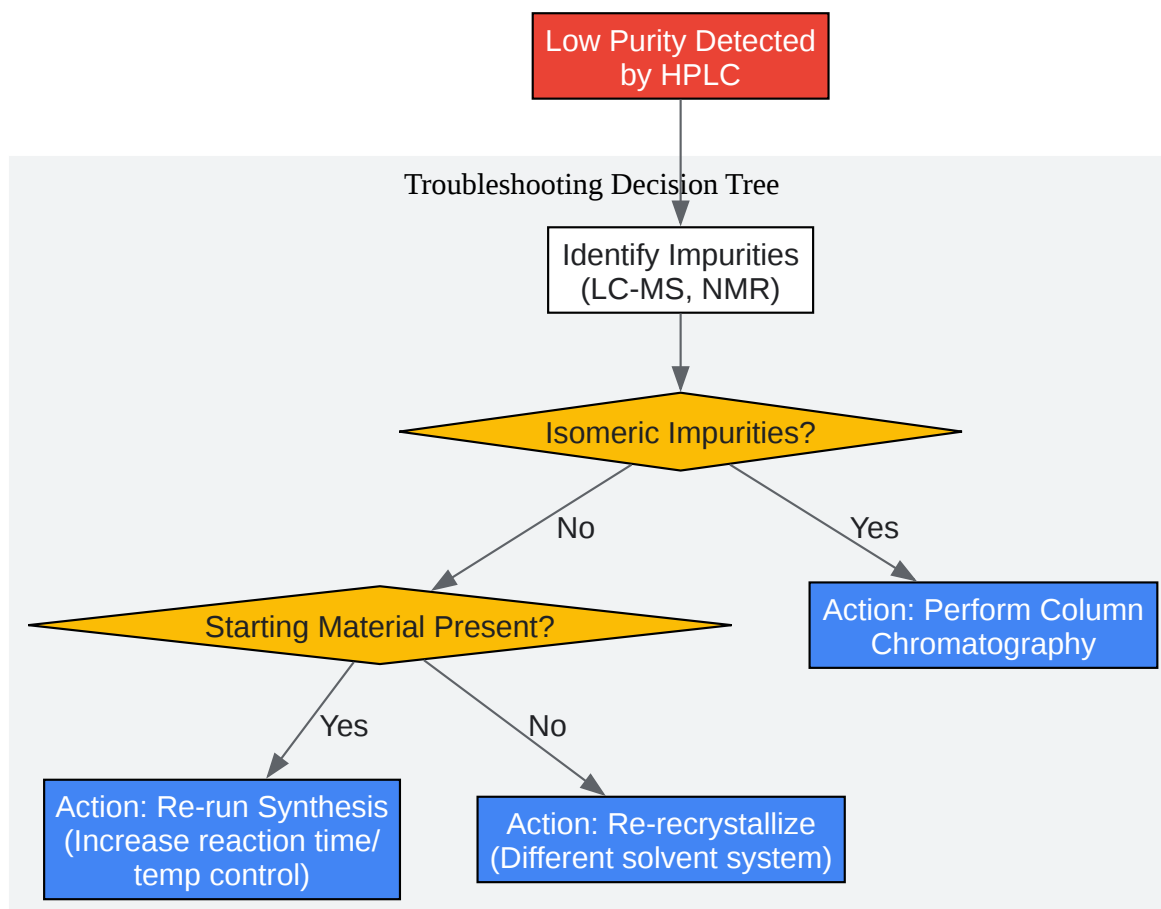 Low Purity Detected
by HPLC
Troubleshooting Decision Tree
Identify Impurities
(LC-MS, NMR)
Isomeric Impurities?
No
Yes
Starting Material Present?
Action: Perform Column
Chromatography
Yes
No
Action: Re-run Synthesis
(Increase reaction time/
temp control)
Action: Re-recrystallize
(Different solvent system)